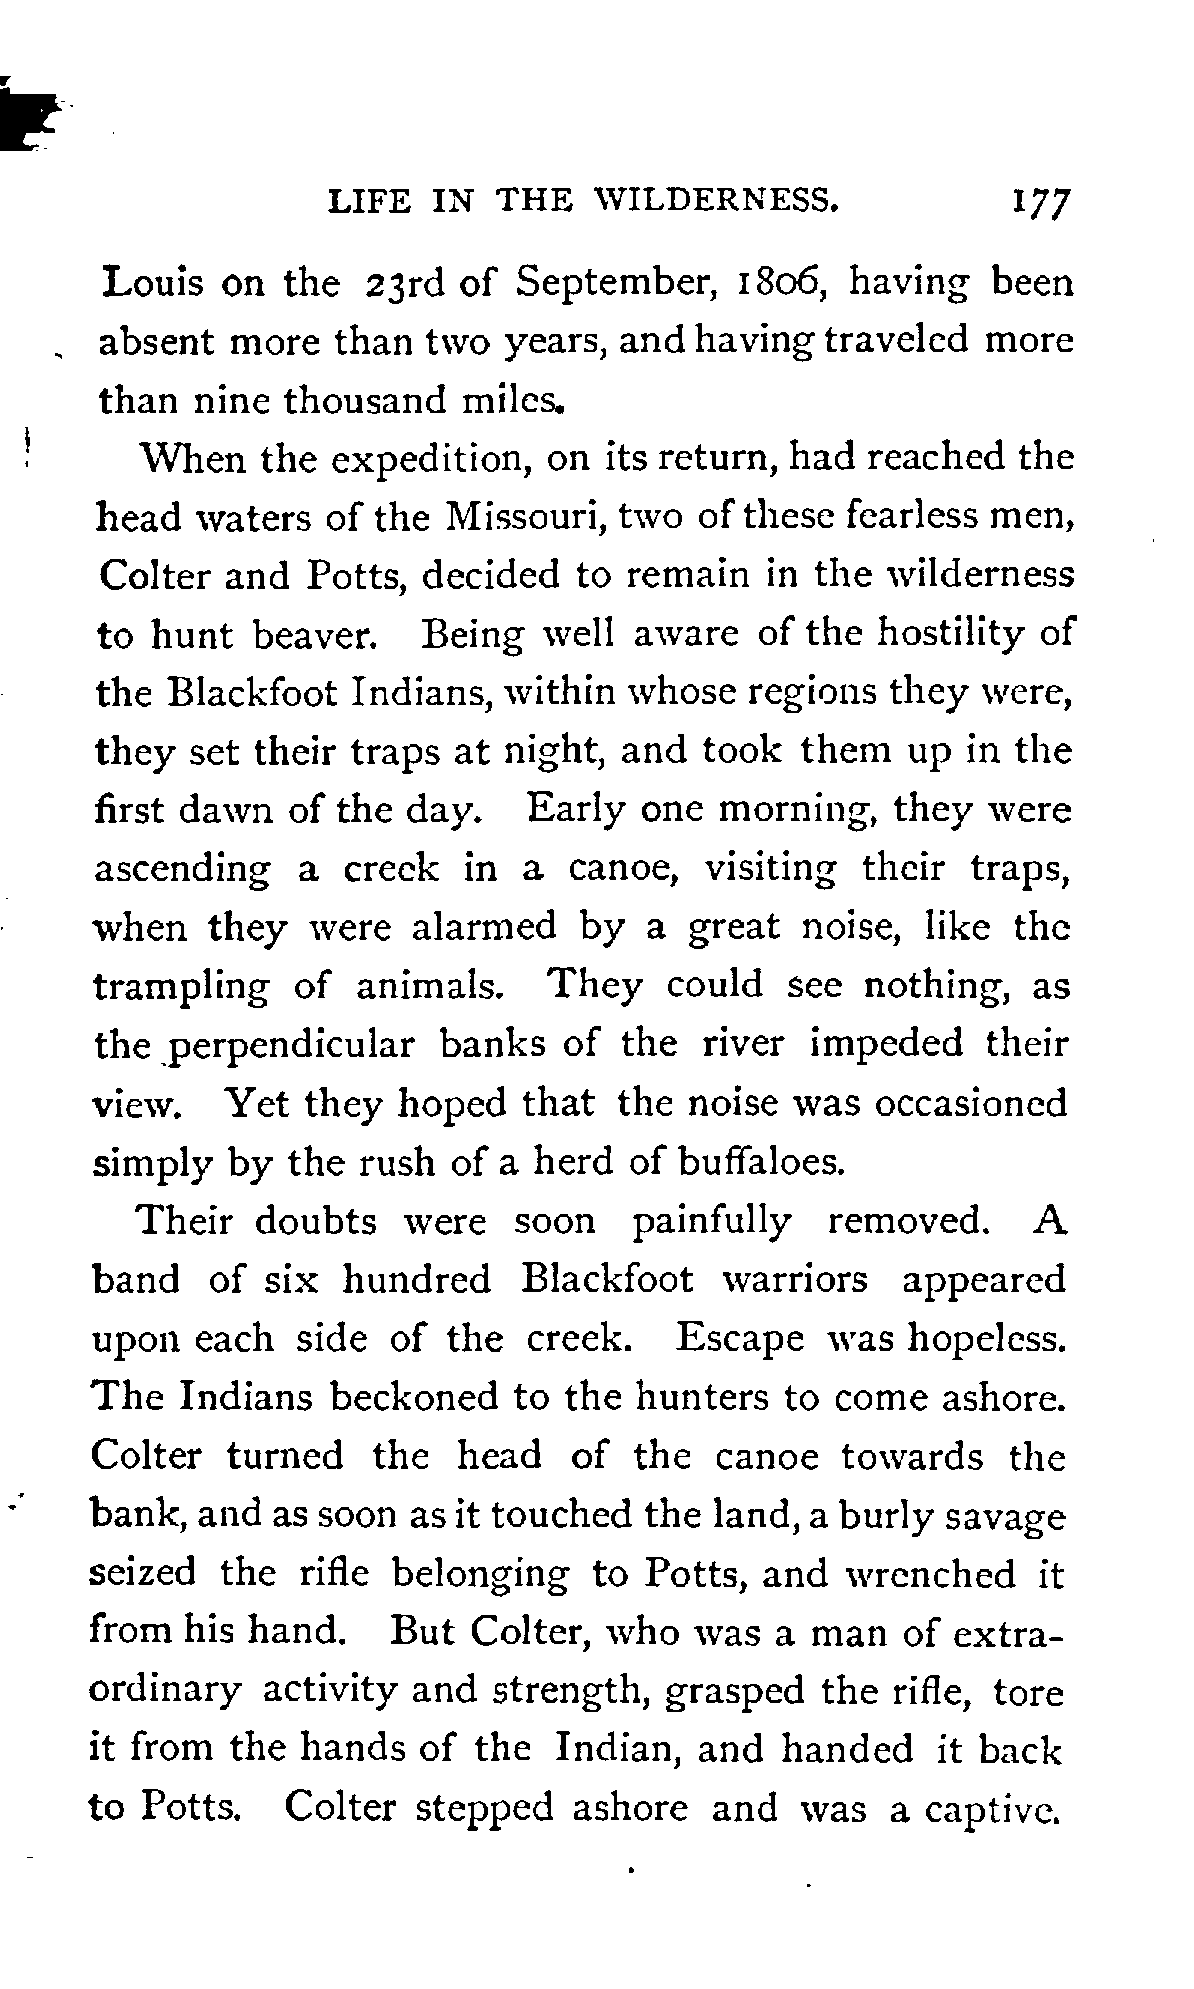 LIFE IN THE WILDERNESS. 177
Louis on the 23rd of September, 1806, having been
absent more than two years, and having traveled more
than nine thousand miles.
When the expedition, on its return, had reached the
head waters of the Missouri, two of these fearless men,
Colter and Potts, decided to remain in the wilderness
to hunt beaver. Being well aware of the hostility of
the Blackfoot Indians, within whose regions they were,
they set their traps at night, and took them up in the
first dawn of the day. Early one morning, they were
ascending a creek in a canoe, visiting their traps,
when they were alarmed by a great noise, like the
trampling of animals. They could see nothing, as
the perpendicular banks of the river impeded their
view. Yet they hoped that the noise was occasioned
simply by the rush of a herd of buffaloes.
Their doubts were soon painfully removed. A
band of six hundred Blackfoot warriors appeared
upon each side of the creek. Escape was hopeless.
The Indians beckoned to the hunters to come ashore.
Colter turned the head of the canoe towards the
bank, and as soon as it touched the land, a burly savage
seized the rifle belonging to Potts, and wrenched it
from his hand. But Colter, who was a man of extra-
ordinary activity and strength, grasped the rifle, tore
it from the hands of the Indian, and handed it back
to Potts. Colter stepped ashore and was a captive.